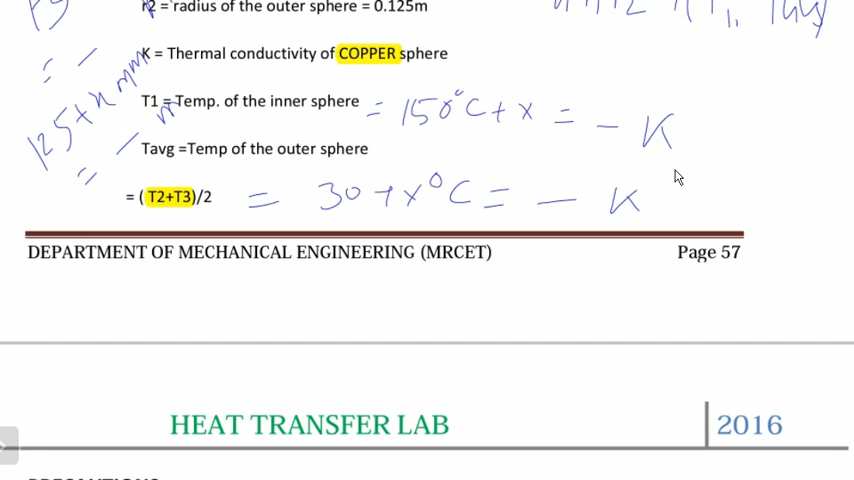 r2 = radius of the outer sphere = 0.125m
K = Thermal conductivity of COPPER sphere
T1 = Temp. of the inner sphere = 150°C + x = - K
125 + x mm
Tavg = Temp of the outer sphere
= ( T2+T3)/2 = 30 + x°C = - K
DEPARTMENT OF MECHANICAL ENGINEERING (MRCET) Page 57
HEAT TRANSFER LAB 2016